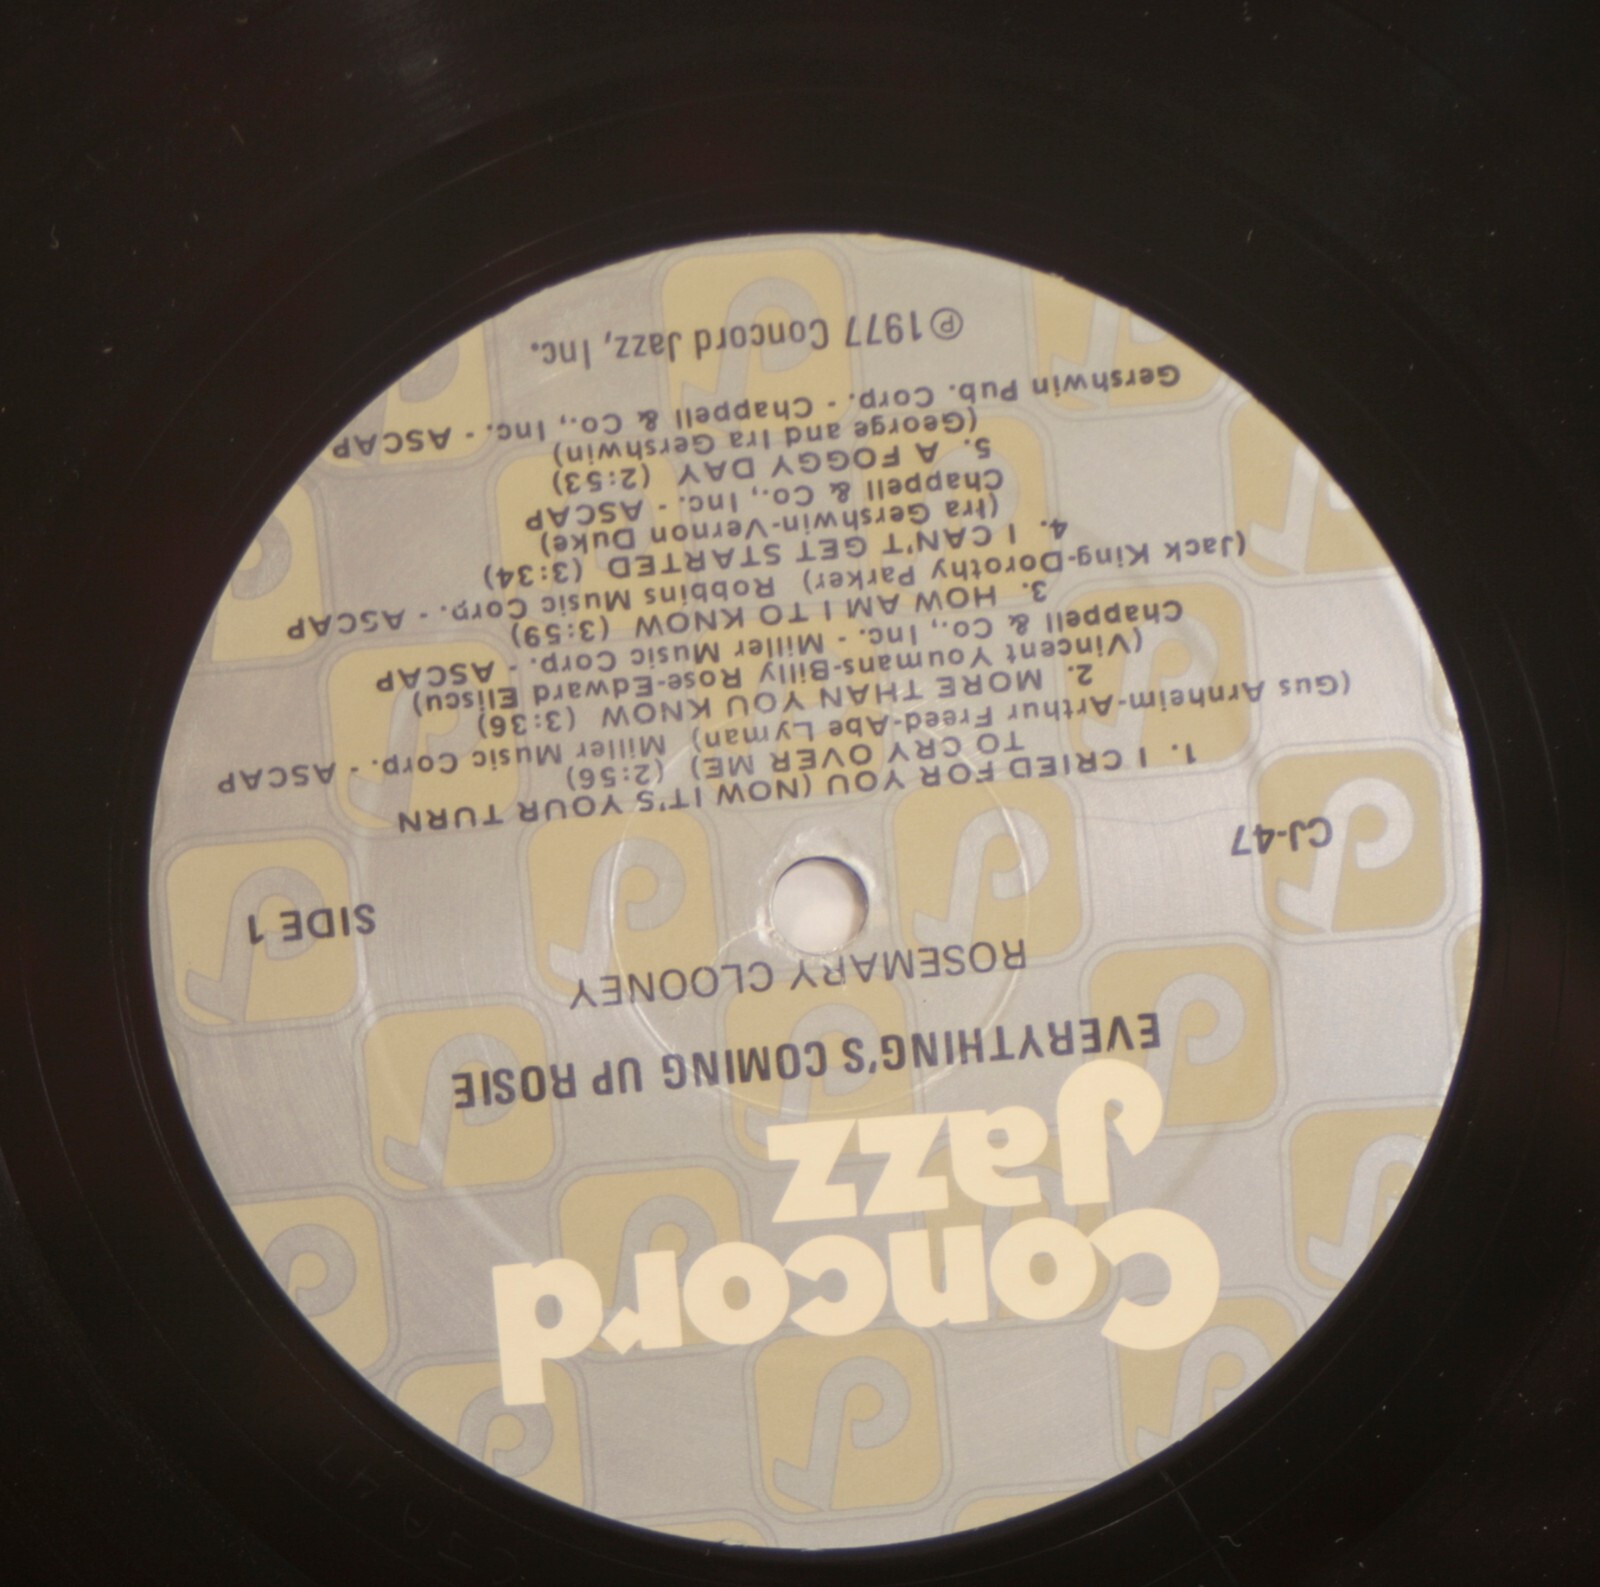 Concord
Jazz
EVERYTHING'S COMING UP ROSIE
ROSEMARY CLOONEY
CJ-47
SIDE 1
1. I CRIED FOR YOU (NOW IT'S YOUR TURN
TO CRY OVER ME) (2:56)
(Gus Arnheim-Arthur Freed-Abe Lyman) Miller Music Corp. - ASCAP
2. MORE THAN YOU KNOW (3:36)
(Vincent Youmans-Billy Rose-Edward Eliscu)
Chappell & Co., Inc. - Miller Music Corp. - ASCAP
3. HOW AM I TO KNOW (3:59)
(Jack King-Dorothy Parker) Robbins Music Corp. - ASCAP
4. I CAN'T GET STARTED (3:34)
(Ira Gershwin-Vernon Duke)
Chappell & Co., Inc. - ASCAP
5. A FOGGY DAY (2:53)
(George and Ira Gershwin)
Gershwin Pub. Corp. - Chappell & Co., Inc. - ASCAP
℗1977 Concord Jazz, Inc.